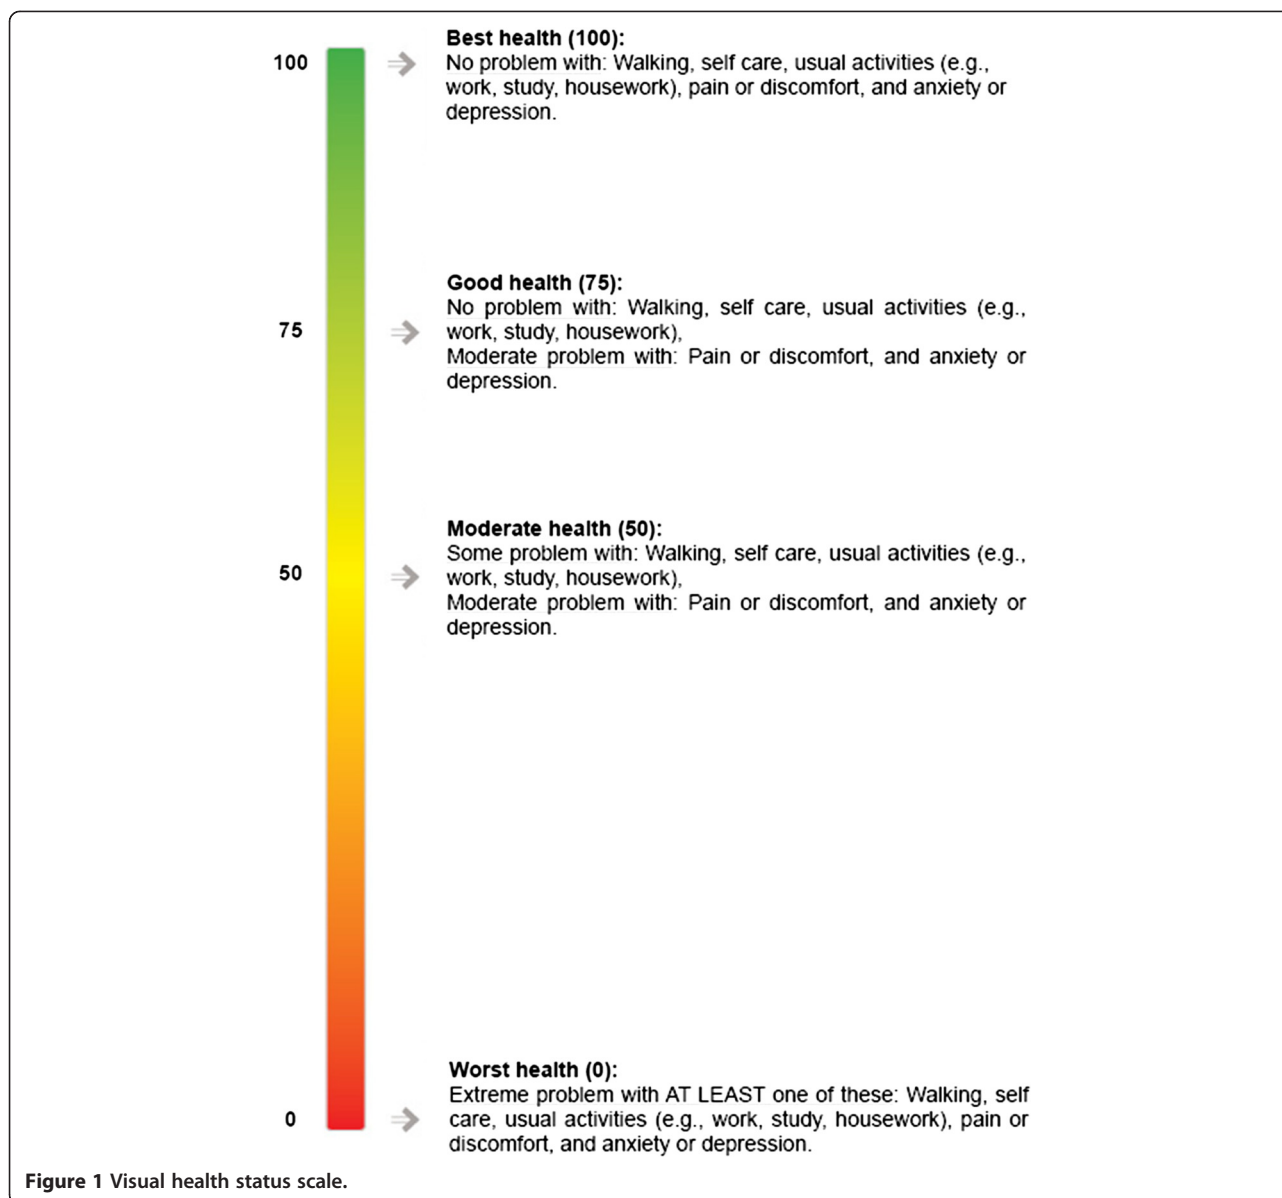 100
Best health (100):
No problem with: Walking, self care, usual activities (e.g.,
work, study, housework), pain or discomfort, and anxiety or
depression.
75
Good health (75):
No problem with: Walking, self care, usual activities (e.g.,
work, study, housework),
Moderate problem with: Pain or discomfort, and anxiety or
depression.
50
Moderate health (50):
Some problem with: Walking, self care, usual activities (e.g.,
work, study, housework),
Moderate problem with: Pain or discomfort, and anxiety or
depression.
0
Worst health (0):
Extreme problem with AT LEAST one of these: Walking, self
care, usual activities (e.g., work, study, housework), pain or
discomfort, and anxiety or depression.
Figure 1 Visual health status scale.